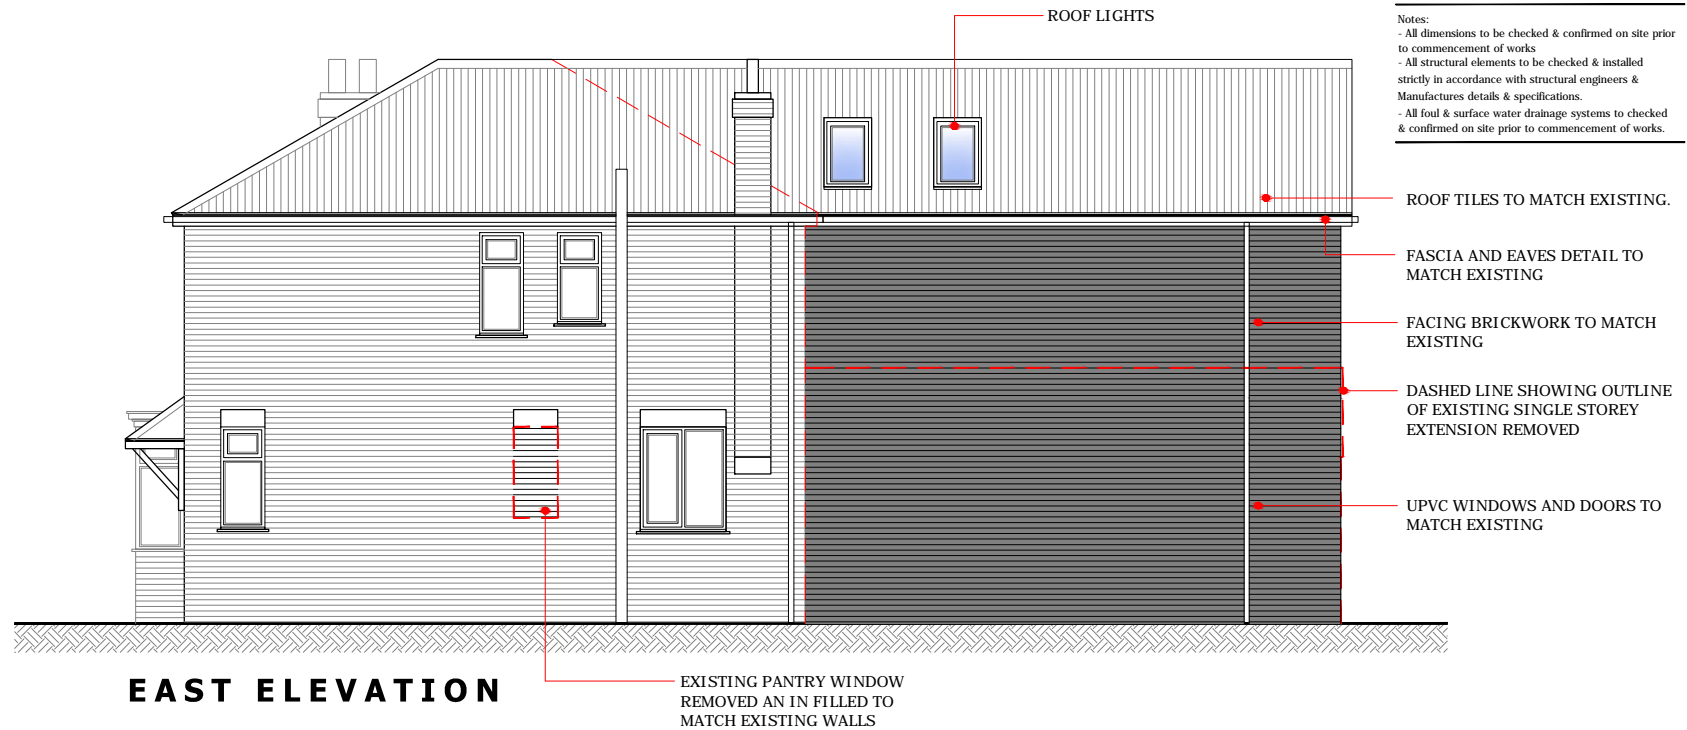 ROOF LIGHTS
Notes:
- All dimensions to be checked & confirmed on site prior
to commencement of works
- All structural elements to be checked & installed
strictly in accordance with structural engineers &
Manufactures details & specifications.
- All foul & surface water drainage systems to checked
& confirmed on site prior to commencement of works.
ROOF TILES TO MATCH EXISTING.
FASCIA AND EAVES DETAIL TO
MATCH EXISTING
FACING BRICKWORK TO MATCH
EXISTING
DASHED LINE SHOWING OUTLINE
OF EXISTING SINGLE STOREY
EXTENSION REMOVED
UPVC WINDOWS AND DOORS TO
MATCH EXISTING
EXISTING PANTRY WINDOW
REMOVED AN IN FILLED TO
MATCH EXISTING WALLS
EAST ELEVATION